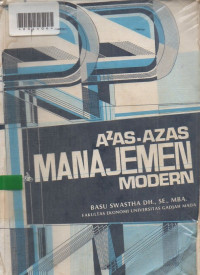 AZAS-AZAS
MANAJEMEN
MODERN
BASU SWASTHA DH., SE., MBA.
FAKULTAS EKONOMI UNIVERSITAS GADJAH MADA